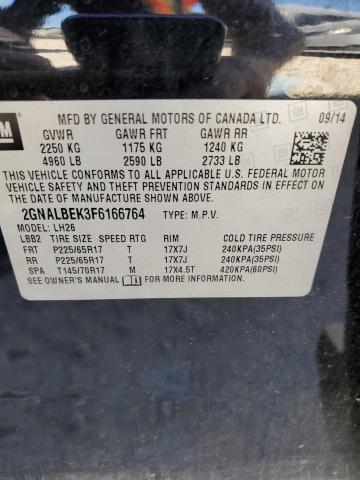 GM
MFD BY GENERAL MOTORS OF CANADA LTD. 09/14
GVWR GAWR FRT GAWR RR
2250 KG 1175 KG 1240 KG
4960 LB 2590 LB 2733 LB
THIS VEHICLE CONFORMS TO ALL APPLICABLE U.S. FEDERAL MOTOR VEHICLE
SAFETY AND THEFT PREVENTION STANDARDS IN EFFECT ON
THE DATE OF MANUFACTURE SHOWN ABOVE.
2GNALBEK3F6166764 TYPE: M.P.V.
MODEL: LH26
LBB2 TIRE SIZE SPEED RTG RIM COLD TIRE PRESSURE
FRT P225/65R17 T 17X7J 240KPA(35PSI)
RR P225/65R17 T 17X7J 240KPA(35PSI)
SPA T145/70R17 M 17X4.5T 420KPA(60PSI)
SEE OWNER'S MANUAL FOR MORE INFORMATION.